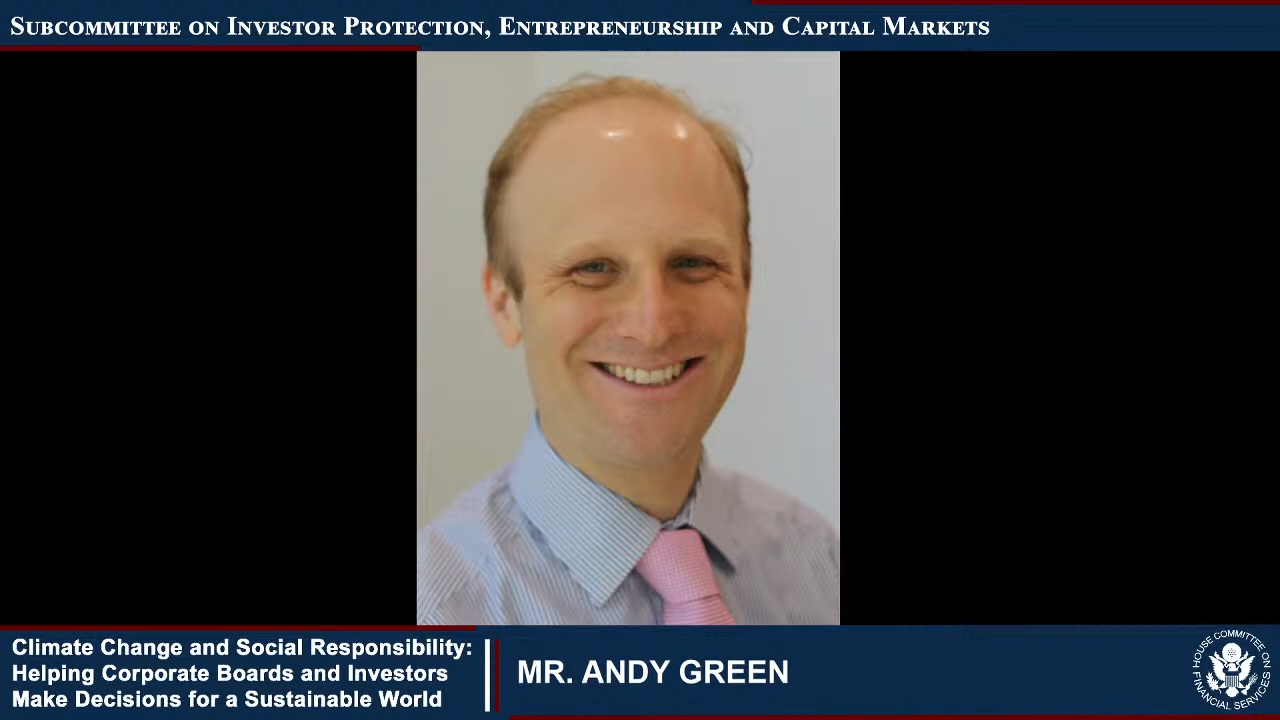 SUBCOMMITTEE ON INVESTOR PROTECTION, ENTREPRENEURSHIP AND CAPITAL MARKETS
Climate Change and Social Responsibility:
Helping Corporate Boards and Investors
Make Decisions for a Sustainable World
MR. ANDY GREEN
HOUSE COMMITTEE ON
FINANCIAL SERVICES